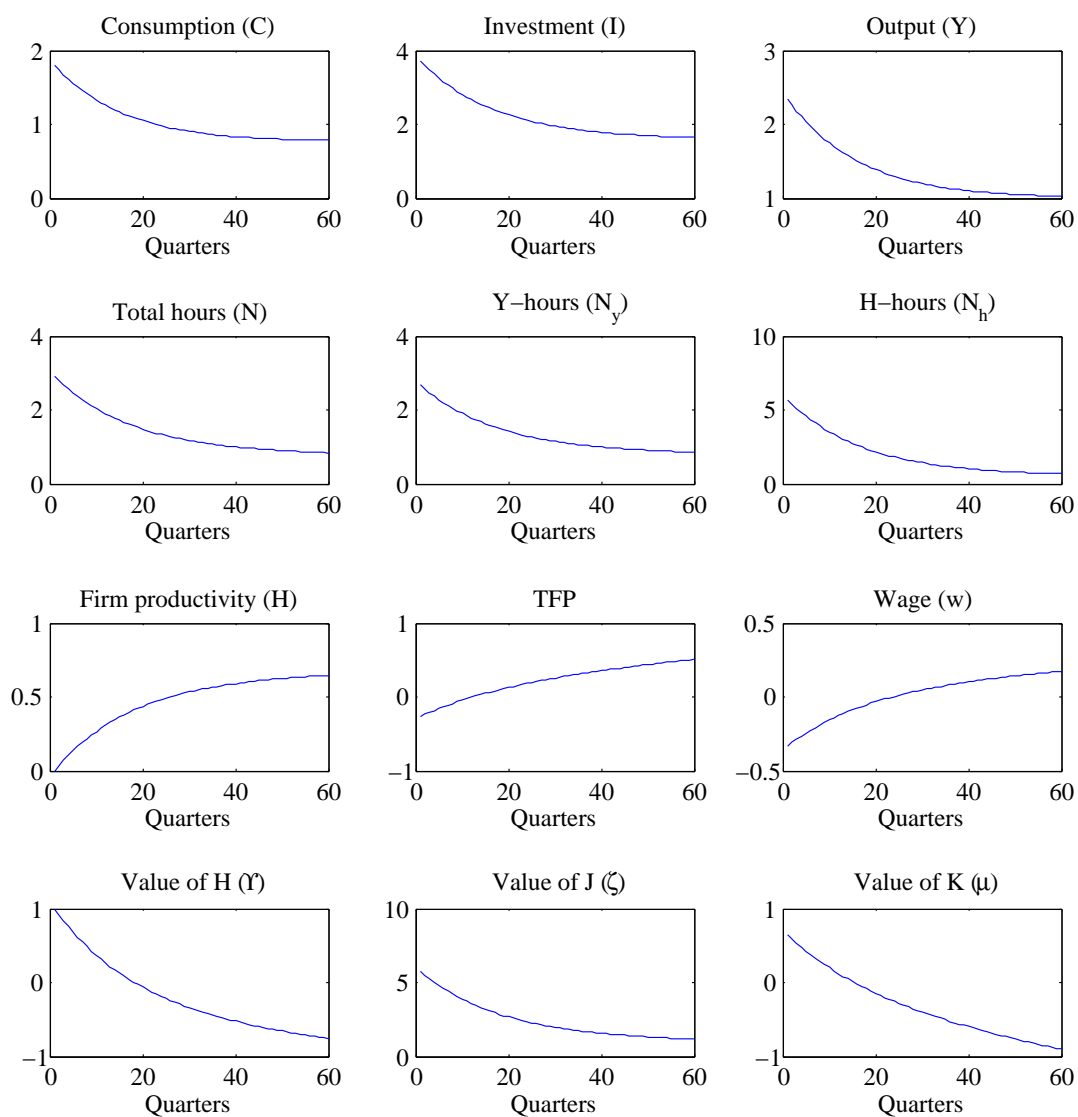 Consumption (C)
Investment (I)
Output (Y)
2
1
0
0 20 40 60
Quarters
4
2
0
0 20 40 60
Quarters
3
2
1
0 20 40 60
Quarters
Total hours (N)
Y−hours (N_y)
H−hours (N_h)
4
2
0
0 20 40 60
Quarters
4
2
0
0 20 40 60
Quarters
10
5
0
0 20 40 60
Quarters
Firm productivity (H)
TFP
Wage (w)
1
0.5
0
0 20 40 60
Quarters
1
0
−1
0 20 40 60
Quarters
0.5
0
−0.5
0 20 40 60
Quarters
Value of H (ϒ)
Value of J (ζ)
Value of K (μ)
1
0
−1
0 20 40 60
Quarters
10
5
0
0 20 40 60
Quarters
1
0
−1
0 20 40 60
Quarters